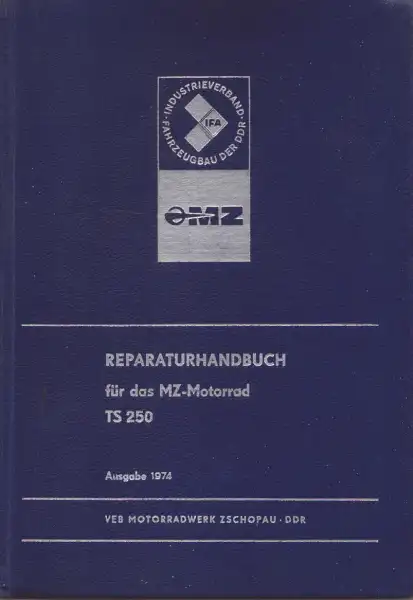 · INDUSTRIEVERBAND ·
FAHRZEUGBAU DER DDR
IFA
MZ
REPARATURHANDBUCH
für das MZ-Motorrad
TS 250
Ausgabe 1974
VEB MOTORRADWERK ZSCHOPAU · DDR